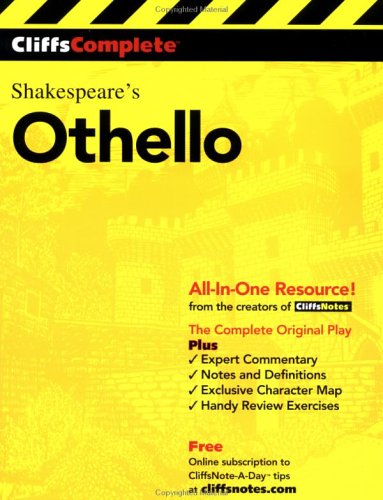 CliffsComplete™
Shakespeare's
Othello
All-In-One Resource!
from the creators of CliffsNotes
The Complete Original Play
Plus
✓ Expert Commentary
✓ Notes and Definitions
✓ Exclusive Character Map
✓ Handy Review Exercises
Free
Online subscription to
CliffsNote-A-Day™ tips
at cliffsnotes.com